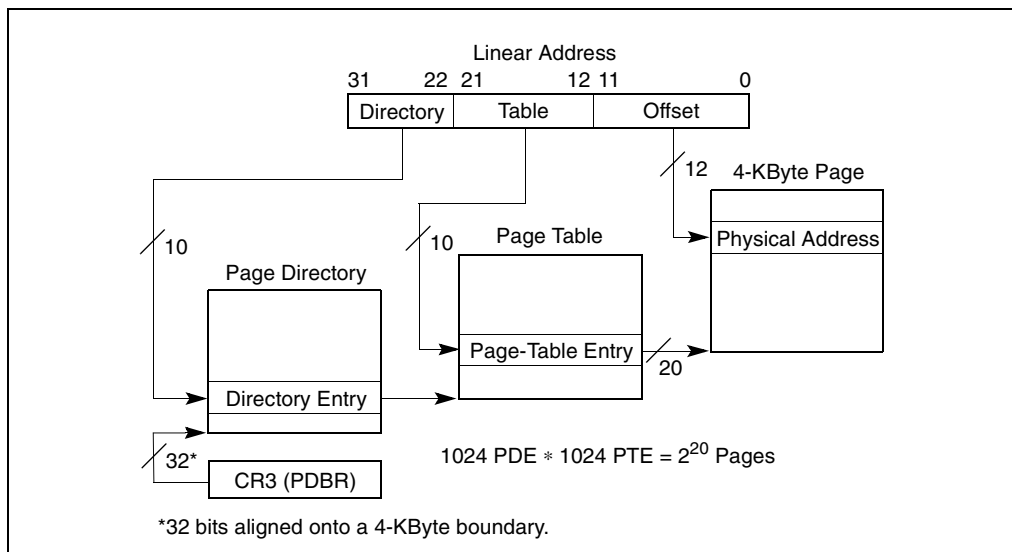 Linear Address
31 22 21 12 11 0
Directory Table Offset
12
4-KByte Page
Physical Address
10
10
Page Table
Page Directory
Page-Table Entry
20
Directory Entry
32*
CR3 (PDBR)
1024 PDE * 1024 PTE = 2^20 Pages
*32 bits aligned onto a 4-KByte boundary.